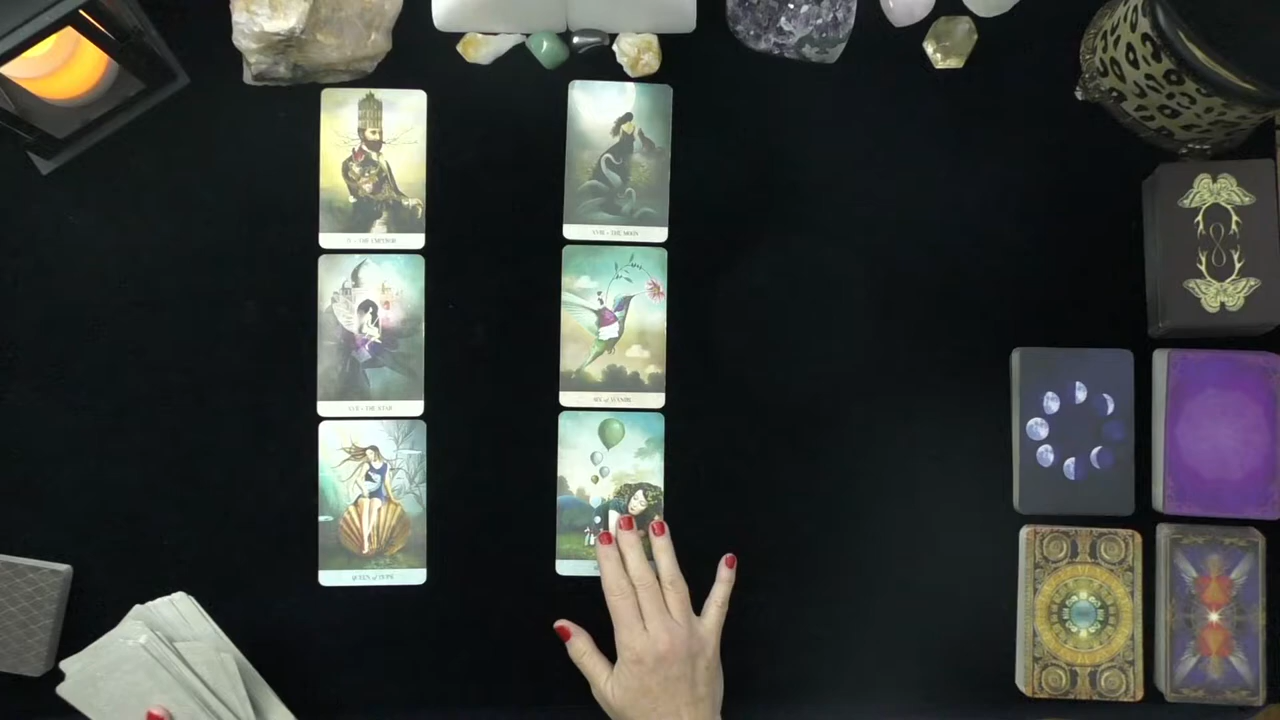 IV - THE EMPEROR
XVIII - THE MOON
XVII - THE STAR
SIX of WANDS
QUEEN of CUPS